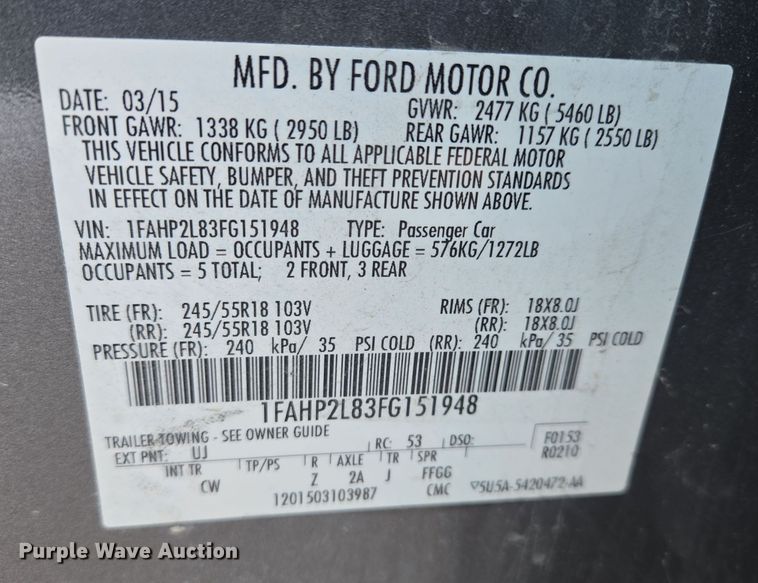 MFD. BY FORD MOTOR CO.
DATE: 03/15 GVWR: 2477 KG ( 5460 LB)
FRONT GAWR: 1338 KG ( 2950 LB) REAR GAWR: 1157 KG ( 2550 LB)
THIS VEHICLE CONFORMS TO ALL APPLICABLE FEDERAL MOTOR
VEHICLE SAFETY, BUMPER, AND THEFT PREVENTION STANDARDS
IN EFFECT ON THE DATE OF MANUFACTURE SHOWN ABOVE.
VIN: 1FAHP2L83FG151948 TYPE: Passenger Car
MAXIMUM LOAD = OCCUPANTS + LUGGAGE = 576KG/1272LB
OCCUPANTS = 5 TOTAL; 2 FRONT, 3 REAR
TIRE (FR): 245/55R18 103V RIMS (FR): 18X8.0J
(RR): 245/55R18 103V (RR): 18X8.0J
PRESSURE (FR): 240 kPa/ 35 PSI COLD (RR): 240 kPa/ 35 PSI COLD
1FAHP2L83FG151948
TRAILER TOWING - SEE OWNER GUIDE
EXT PNT: UJ RC: 53 DSO: F0153
R0210
INT TR TP/PS R AXLE TR SPR
CW Z 2A J FFGG
1201503103987 CMC ▽5U5A-5420472-AA
Purple Wave Auction